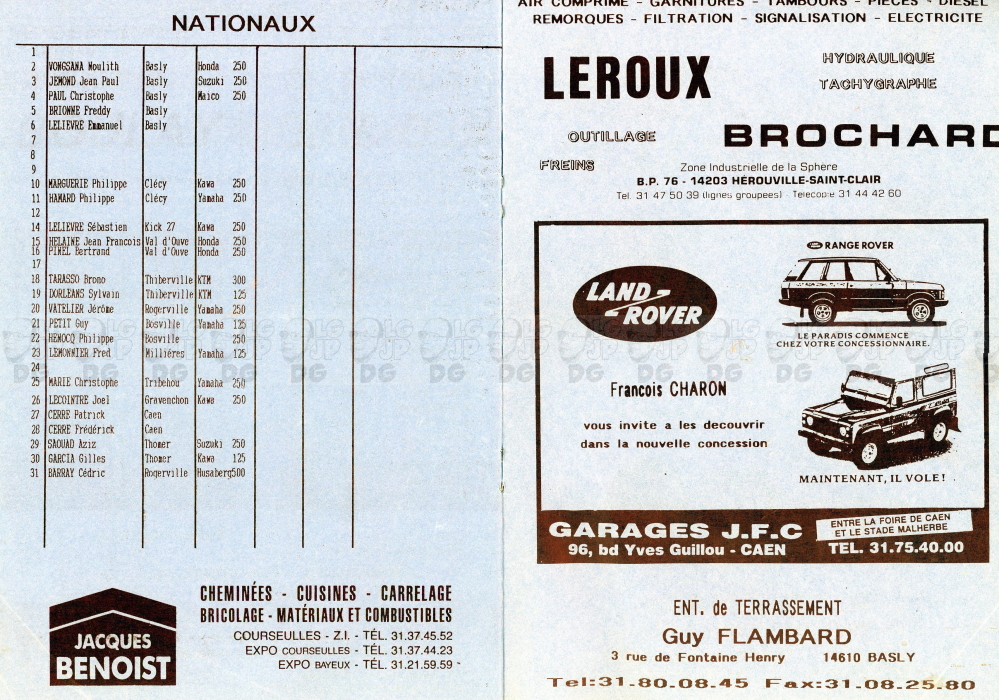 NATIONAUX
1
2 VONGSANA Noulith Basly Honda 250
3 JEMOND Jean Paul Basly Suzuki 250
4 PAUL Christophe Basly Maico 250
5 BRIONNE Freddy Basly
6 LELIEVRE Emmanuel Basly
7
8
9
10 MARGUERIE Philippe Clécy Kawa 250
11 HAMARD Philippe Clécy Yamaha 250
12
14 LELIEVRE Sébastien Kick 27 Kawa 250
15 HELAINE Jean Francois Val d'Ouve Honda 250
16 PINEL Bertrand Val d'Ouve Honda 250
17
18 TARASSO Brono Thiberville KTM 300
19 DORLEANS Sylvain Thiberville KTM 125
20 VATELIER Jérôme Rogerville Yamaha 250
21 PETIT Guy Bosville Yamaha 125
22 HEMOCQ Philippe Bosville 250
23 LEMONNIER Fred Millières Yamaha 125
24
25 MARIE Christophe Tribehou Yamaha 250
26 LECOINTRE Joel Gravenchon Kawa 250
27 CERRE Patrick Caen
28 CERRE Frédérick Caen
29 SAOUAD Aziz Thomer Suzuki 250
30 GARCIA Gilles Thomer Kawa 125
31 BARRAY Cédric Rogerville Husaberg 500
JACQUES
BENOIST
CHEMINÉES - CUISINES - CARRELAGE
BRICOLAGE - MATÉRIAUX ET COMBUSTIBLES
COURSEULLES - Z.I. - TÉL. 31.37.45.52
EXPO COURSEULLES - TÉL. 31.37.44.23
EXPO BAYEUX - TÉL. 31.21.59.59
AIR COMPRIMÉ - GARNITURES - TAMBOURS - PIECES - DIESEL
REMORQUES - FILTRATION - SIGNALISATION - ELECTRICITE
LEROUX
HYDRAULIQUE
TACHYGRAPHE
OUTILLAGE
BROCHARD
FREINS
Zone Industrielle de la Sphère
B.P. 76 - 14203 HÉROUVILLE-SAINT-CLAIR
Tel. 31 47 50 39 (lignes groupees) - Telecopie 31 44 42 60
RANGE ROVER
LAND-
ROVER
LE PARADIS COMMENCE
CHEZ VOTRE CONCESSIONNAIRE.
Francois CHARON
vous invite a les decouvrir
dans la nouvelle concession
MAINTENANT, IL VOLE !
GARAGES J.F.C
ENTRE LA FOIRE DE CAEN
ET LE STADE MALHERBE
96, bd Yves Guillou - CAEN
TEL. 31.75.40.00
ENT. de TERRASSEMENT
Guy FLAMBARD
3 rue de Fontaine Henry 14610 BASLY
Tel:31.80.08.45 Fax:31.08.25.80